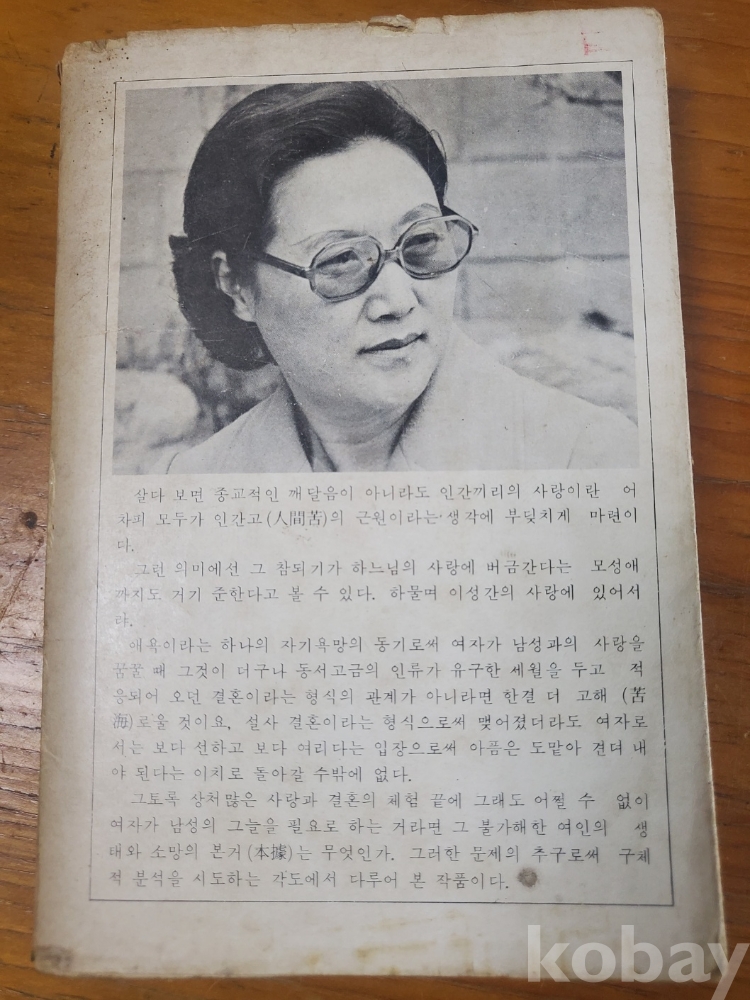 살다 보면 종교적인 깨달음이 아니라도 인간끼리의 사랑이란 어
차피 모두가 인간고(人間苦)의 근원이라는 생각에 부딪치게 마련이
다.
그런 의미에선 그 참되기가 하느님의 사랑에 버금간다는 모성애
까지도 거기 준한다고 볼 수 있다. 하물며 이성간의 사랑에 있어서
랴.
애욕이라는 하나의 자기욕망의 동기로써 여자가 남성과의 사랑을
꿈꿀 때 그것이 더구나 동서고금의 인류가 유구한 세월을 두고 적
응되어 오던 결혼이라는 형식의 관계가 아니라면 한결 더 고해 (苦
海)로울 것이요, 설사 결혼이라는 형식으로써 맺어졌더라도 여자로
서는 보다 선하고 보다 여리다는 입장으로써 아픔은 도맡아 견뎌 내
야 된다는 이치로 돌아갈 수밖에 없다.
그토록 상처많은 사랑과 결혼의 체험 끝에 그래도 어쩔 수 없이
여자가 남성의 그늘을 필요로 하는 거라면 그 불가해한 여인의 생
태와 소망의 본거(本據)는 무엇인가. 그러한 문제의 추구로써 구체
적 분석을 시도하는 각도에서 다루어 본 작품이다.
kobay